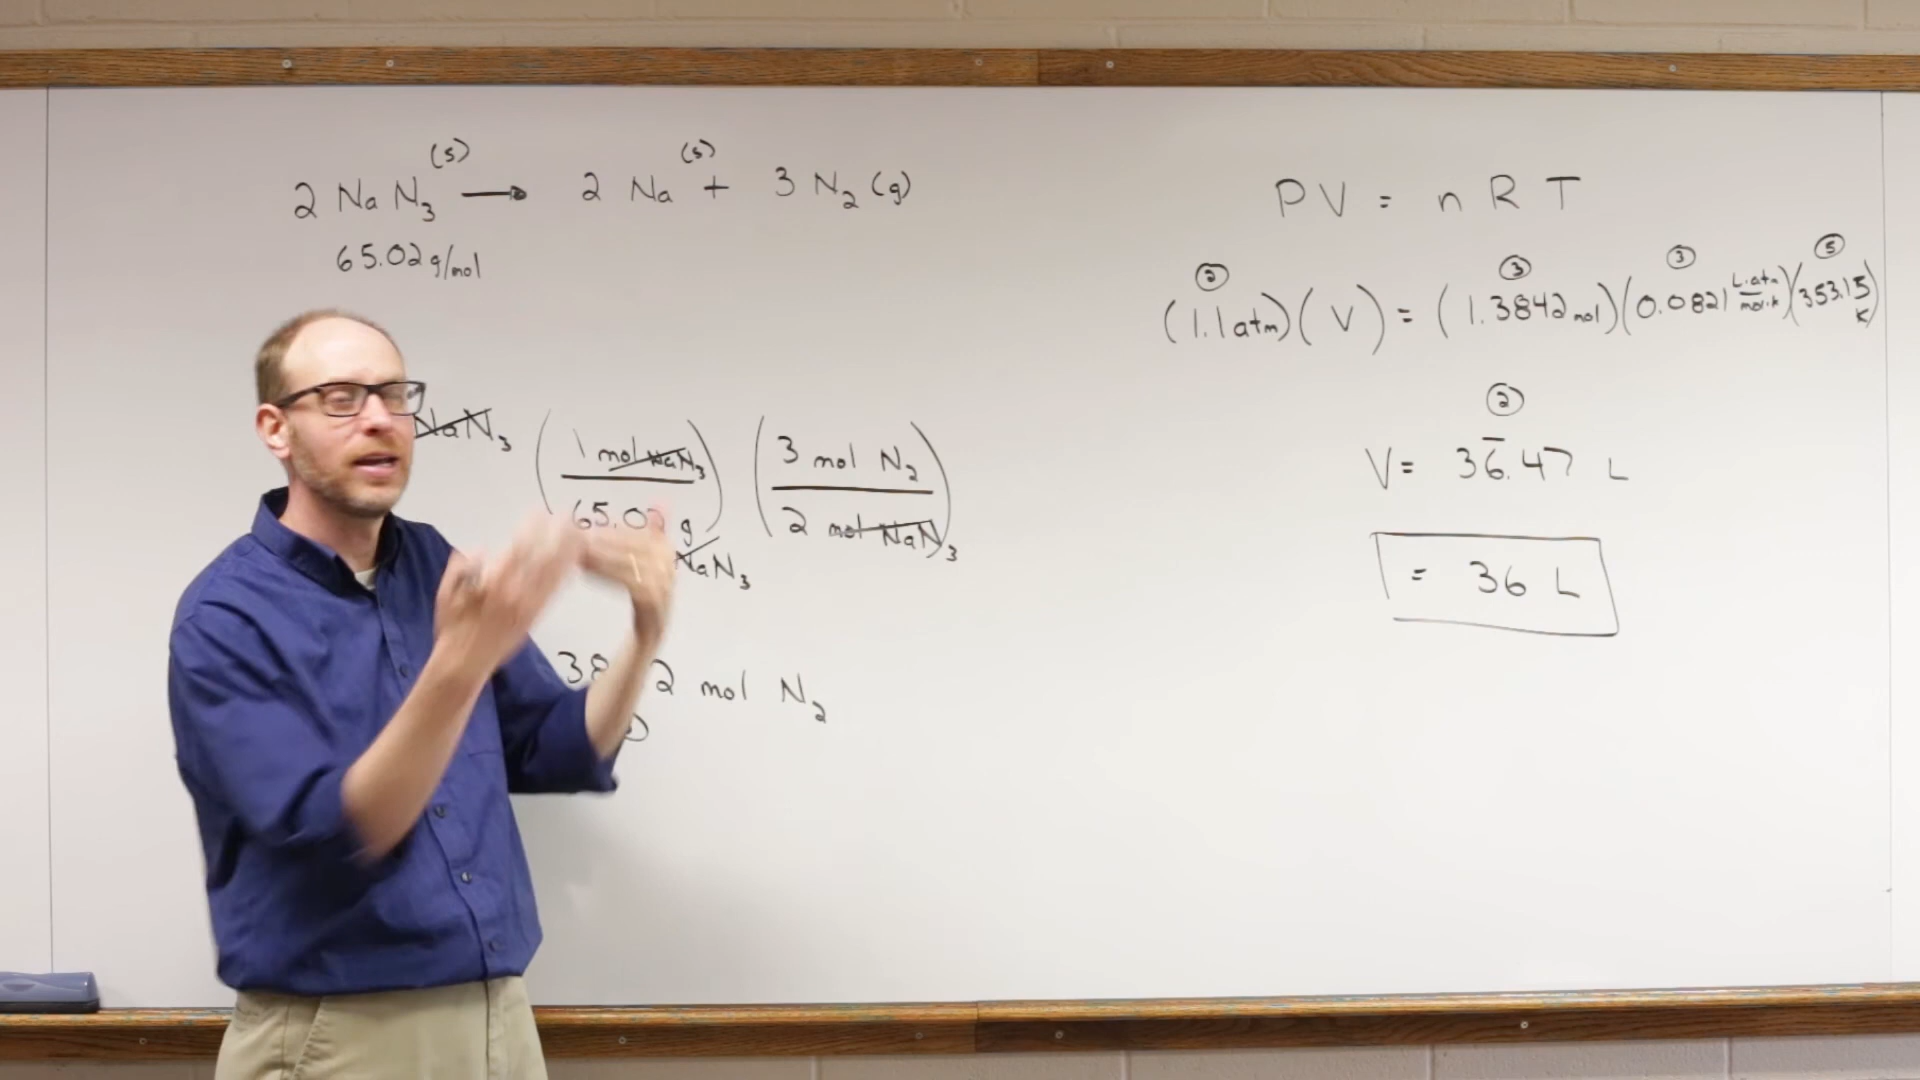 2 NaN₃ (s) → 2 Na (s) + 3 N₂ (g)
65.02 g/mol
NaN₃ (1 mol NaN₃ / 65.02 g NaN₃) (3 mol N₂ / 2 mol NaN₃)
38 2 mol N₂
PV = nRT
② ③ ③ ⑤
(1.1 atm)(V) = (1.3842 mol)(0.0821 L·atm/mol·K)(353.15 K)
②
V = 36.47 L
= 36 L